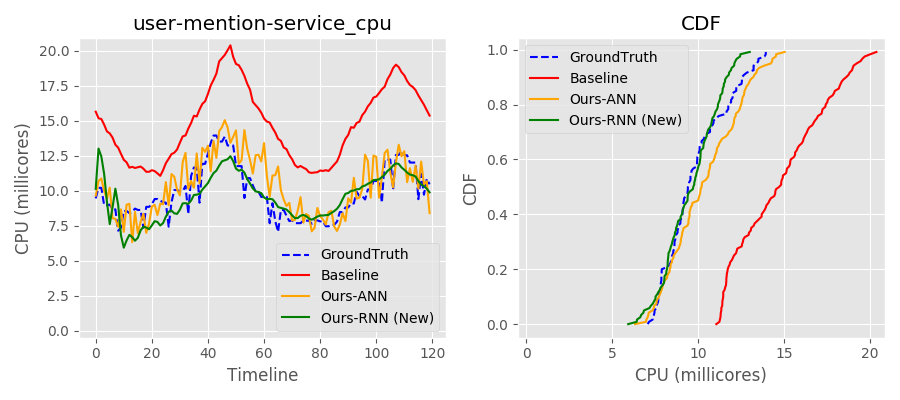 user-mention-service_cpu
CPU (millicores)
20.0
17.5
15.0
12.5
10.0
7.5
5.0
2.5
0.0
GroundTruth
Baseline
Ours-ANN
Ours-RNN (New)
0 20 40 60 80 100 120
Timeline
CDF
CDF
1.0
0.8
0.6
0.4
0.2
0.0
GroundTruth
Baseline
Ours-ANN
Ours-RNN (New)
0 5 10 15 20
CPU (millicores)